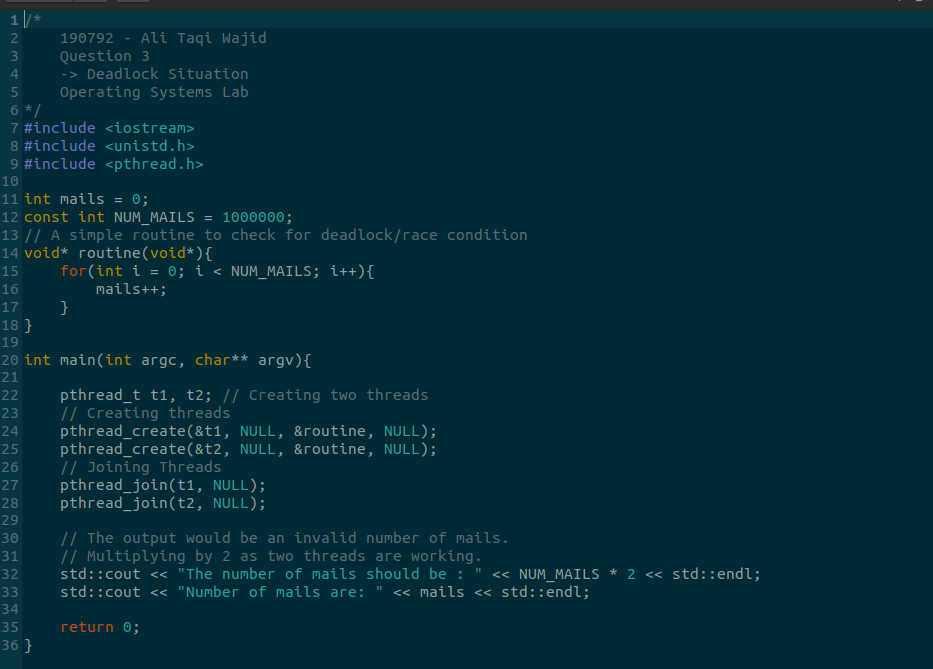 1 /*
2     190792 - Ali Taqi Wajid
3     Question 3
4     -> Deadlock Situation
5     Operating Systems Lab
6 */
7 #include <iostream>
8 #include <unistd.h>
9 #include <pthread.h>
10
11 int mails = 0;
12 const int NUM_MAILS = 1000000;
13 // A simple routine to check for deadlock/race condition
14 void* routine(void*){
15     for(int i = 0; i < NUM_MAILS; i++){
16         mails++;
17     }
18 }
19
20 int main(int argc, char** argv){
21
22     pthread_t t1, t2; // Creating two threads
23     // Creating threads
24     pthread_create(&t1, NULL, &routine, NULL);
25     pthread_create(&t2, NULL, &routine, NULL);
26     // Joining Threads
27     pthread_join(t1, NULL);
28     pthread_join(t2, NULL);
29
30     // The output would be an invalid number of mails.
31     // Multiplying by 2 as two threads are working.
32     std::cout << "The number of mails should be : " << NUM_MAILS * 2 << std::endl;
33     std::cout << "Number of mails are: " << mails << std::endl;
34
35     return 0;
36 }